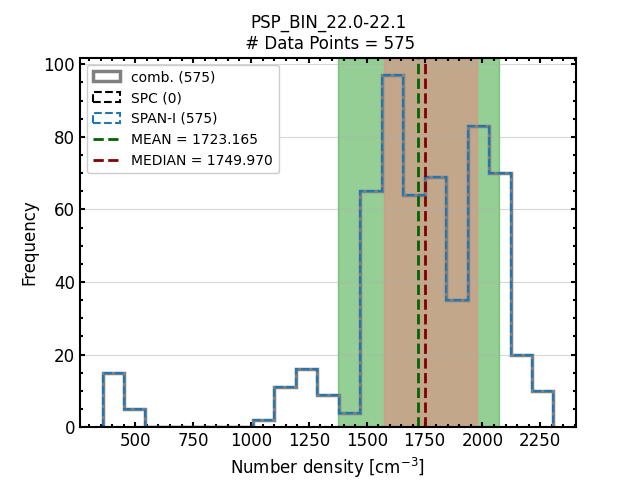 PSP_BIN_22.0-22.1
# Data Points = 575
comb. (575)
SPC (0)
SPAN-I (575)
MEAN = 1723.165
MEDIAN = 1749.970
Frequency
100
80
60
40
20
0
500 750 1000 1250 1500 1750 2000 2250
Number density [cm⁻³]